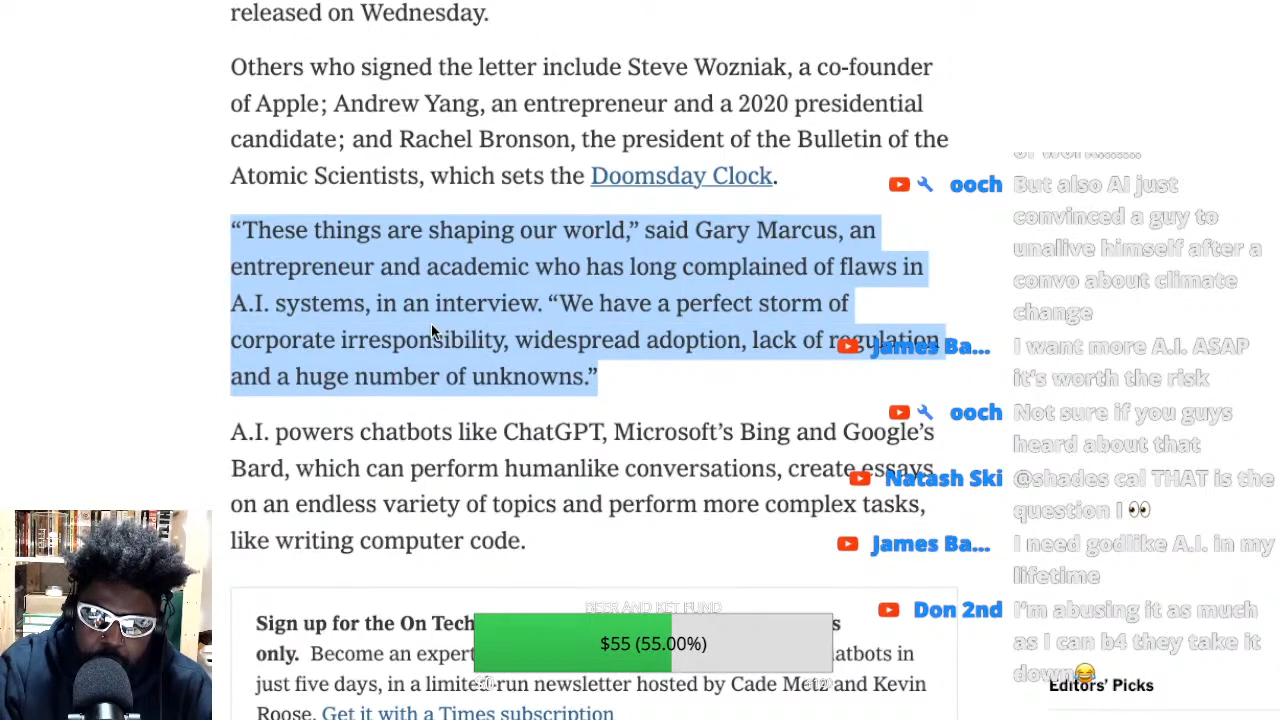 released on Wednesday.
Others who signed the letter include Steve Wozniak, a co-founder
of Apple; Andrew Yang, an entrepreneur and a 2020 presidential
candidate; and Rachel Bronson, the president of the Bulletin of the
Atomic Scientists, which sets the Doomsday Clock.
“These things are shaping our world,” said Gary Marcus, an
entrepreneur and academic who has long complained of flaws in
A.I. systems, in an interview. “We have a perfect storm of
corporate irresponsibility, widespread adoption, lack of regulation
and a huge number of unknowns.”
A.I. powers chatbots like ChatGPT, Microsoft’s Bing and Google’s
Bard, which can perform humanlike conversations, create essays
on an endless variety of topics and perform more complex tasks,
like writing computer code.
Sign up for the On Tech
only. Become an expert
just five days, in a limited-run newsletter hosted by Cade Metz and Kevin
Roose. Get it with a Times subscription
BEER AND KET FUND
$55 (55.00%)
ooch But also AI just
convinced a guy to
unalive himself after a
convo about climate
change
James Ba... I want more A.I. ASAP
it's worth the risk
ooch Not sure if you guys
heard about that
Natash Ski @shades cal THAT is the
question I 👀
James Ba... I need godlike A.I. in my
lifetime
Don 2nd I'm abusing it as much
as I can b4 they take it
down😂
Editors’ Picks